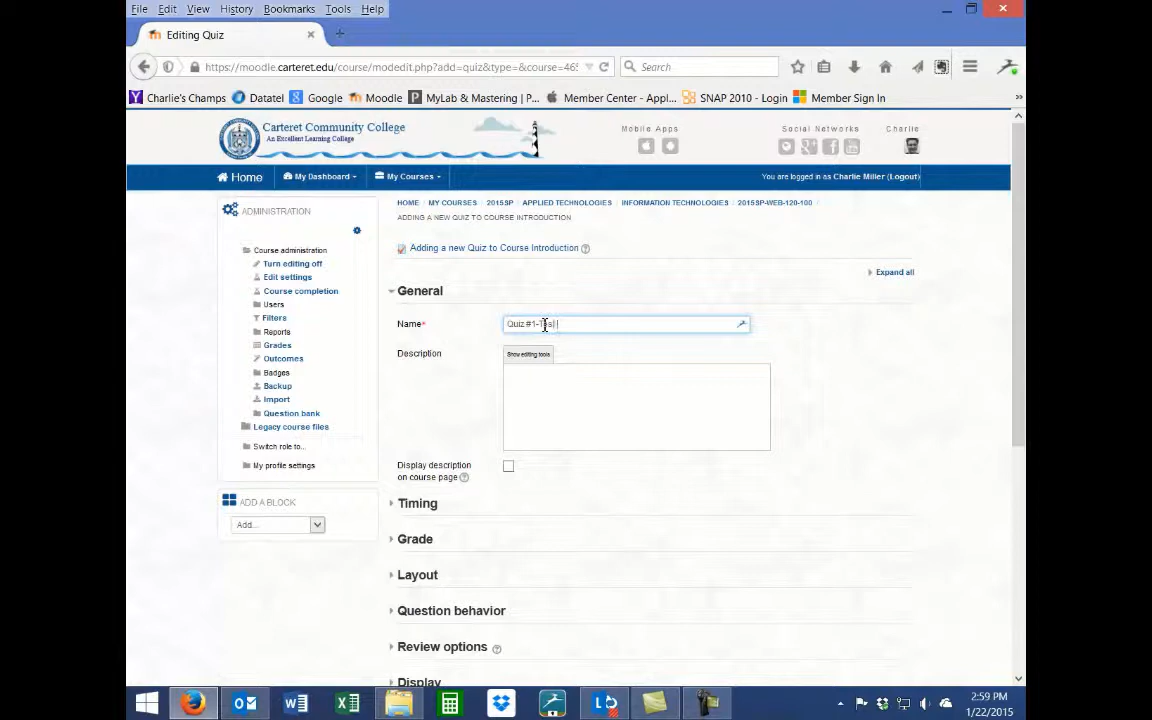 File Edit View History Bookmarks Tools Help
Editing Quiz
https://moodle.carteret.edu/course/modedit.php?add=quiz&type=&course=465
Search
Charlie's Champs Datatel Google Moodle MyLab & Mastering | P... Member Center - Appl... SNAP 2010 - Login Member Sign In
Carteret Community College
An Excellent Learning College
Mobile Apps
Social Networks
Charlie
Home My Dashboard My Courses
You are logged in as Charlie Miller (Logout)
ADMINISTRATION
Course administration
Turn editing off
Edit settings
Course completion
Users
Filters
Reports
Grades
Outcomes
Badges
Backup
Import
Question bank
Legacy course files
Switch role to...
My profile settings
ADD A BLOCK
Add...
HOME / MY COURSES / 2015SP / APPLIED TECHNOLOGIES / INFORMATION TECHNOLOGIES / 2015SP-WEB-120-100 /
ADDING A NEW QUIZ TO COURSE INTRODUCTION
Adding a new Quiz to Course Introduction
Expand all
General
Name*
Quiz #1-Test
Description
Show editing tools
Display description
on course page
Timing
Grade
Layout
Question behavior
Review options
Display
2:59 PM
1/22/2015